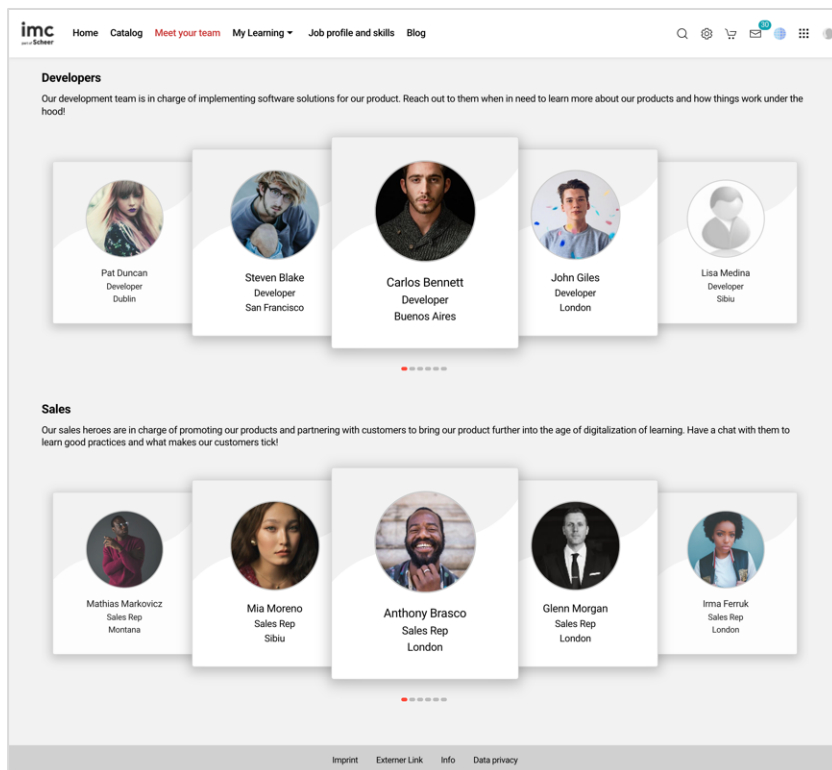 imc
part of Scheer
Home Catalog Meet your team My Learning Job profile and skills Blog
30
Developers
Our development team is in charge of implementing software solutions for our product. Reach out to them when in need to learn more about our products and how things work under the
hood!
Pat Duncan
Developer
Dublin
Steven Blake
Developer
San Francisco
Carlos Bennett
Developer
Buenos Aires
John Giles
Developer
London
Lisa Medina
Developer
Sibiu
Sales
Our sales heroes are in charge of promoting our products and partnering with customers to bring our product further into the age of digitalization of learning. Have a chat with them to
learn good practices and what makes our customers tick!
Mathias Markovicz
Sales Rep
Montana
Mia Moreno
Sales Rep
Sibiu
Anthony Brasco
Sales Rep
London
Glenn Morgan
Sales Rep
London
Irma Ferruk
Sales Rep
London
Imprint Externer Link Info Data privacy